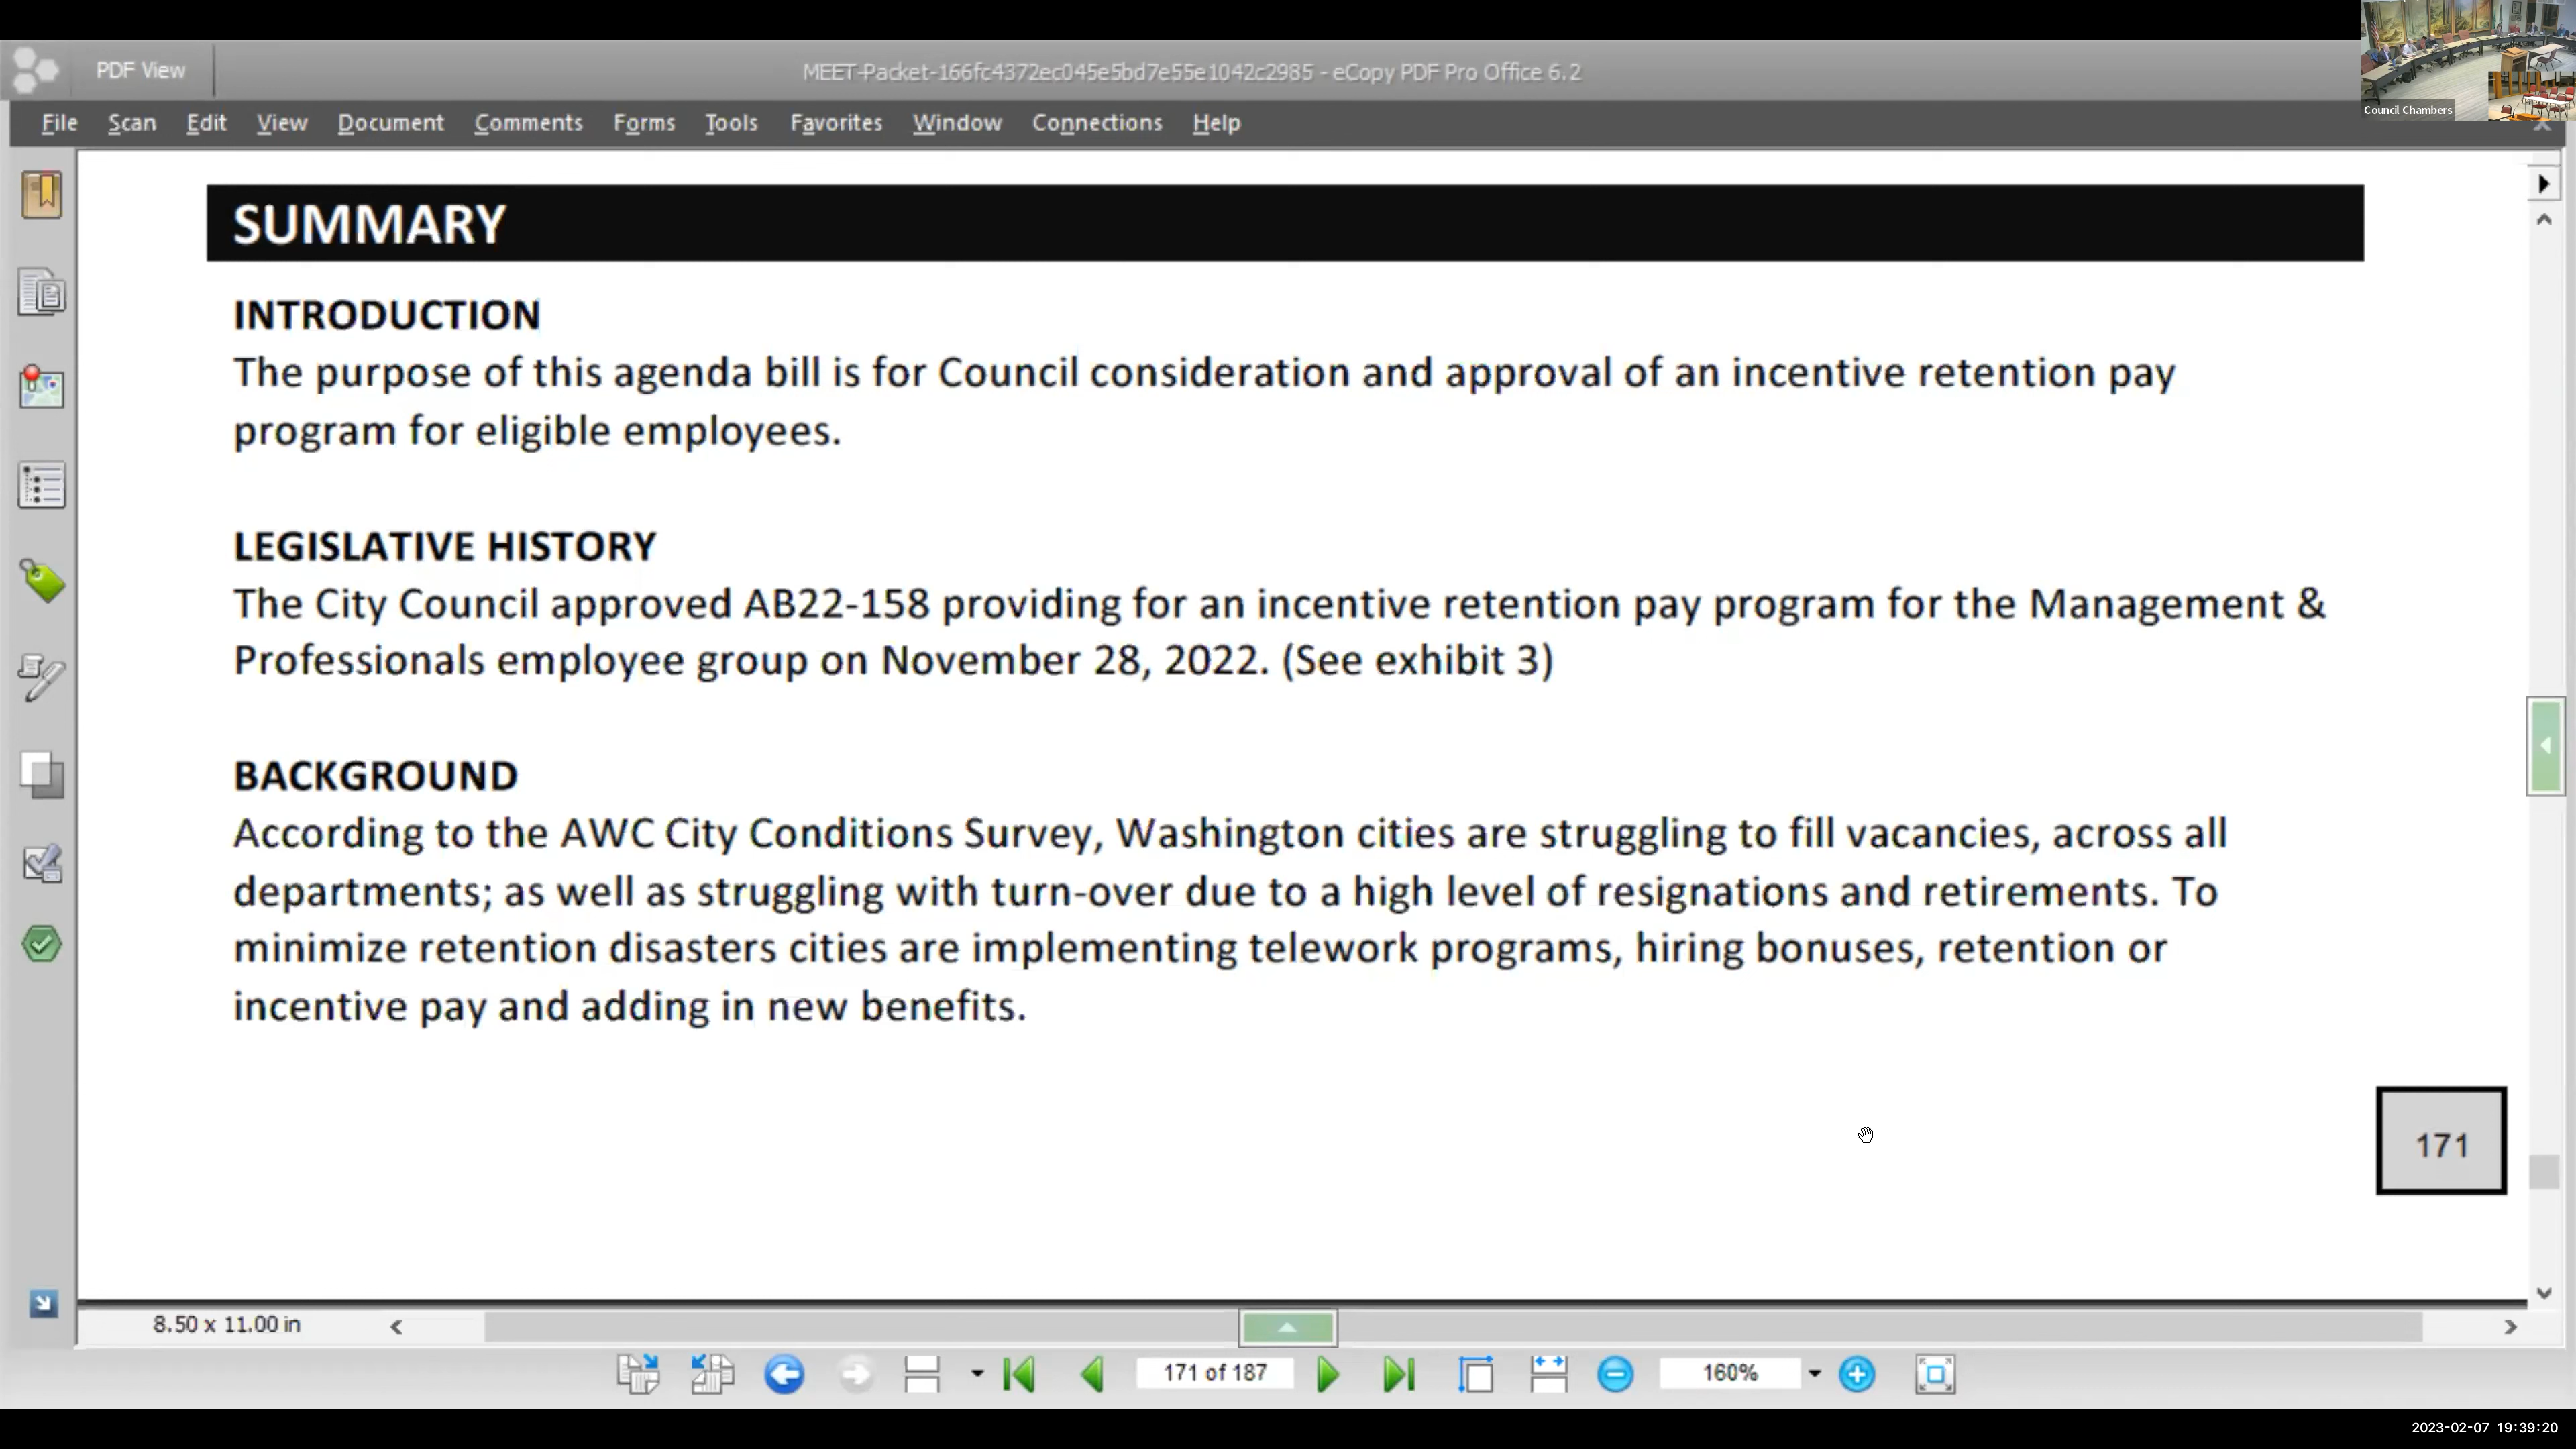 PDF View
MEET-Packet-166fc4372ec045e5bd7e55e1042c2985 - eCopy PDF Pro Office 6.2
Council Chambers
File Scan Edit View Document Comments Forms Tools Favorites Window Connections Help
SUMMARY
INTRODUCTION
The purpose of this agenda bill is for Council consideration and approval of an incentive retention pay
program for eligible employees.
LEGISLATIVE HISTORY
The City Council approved AB22-158 providing for an incentive retention pay program for the Management &
Professionals employee group on November 28, 2022. (See exhibit 3)
BACKGROUND
According to the AWC City Conditions Survey, Washington cities are struggling to fill vacancies, across all
departments; as well as struggling with turn-over due to a high level of resignations and retirements. To
minimize retention disasters cities are implementing telework programs, hiring bonuses, retention or
incentive pay and adding in new benefits.
171
8.50 x 11.00 in
171 of 187
160%
2023-02-07 19:39:20